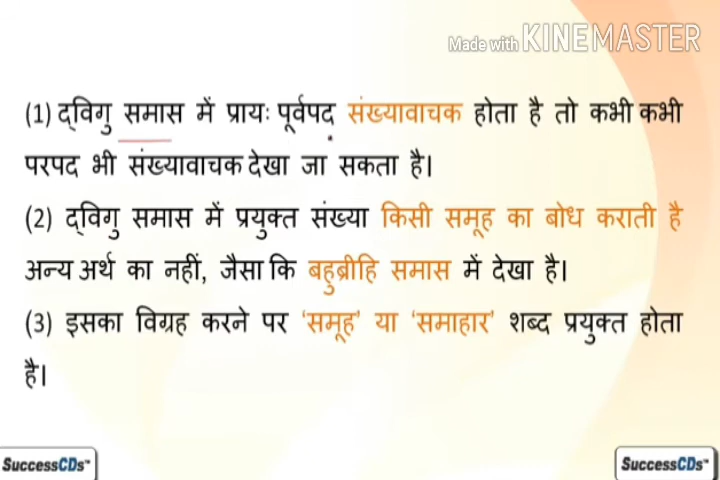 Made with KINEMASTER
(1) द्विगु समास में प्रायः पूर्वपद संख्यावाचक होता है तो कभी कभी
परपद भी संख्यावाचक देखा जा सकता है।
(2) द्विगु समास में प्रयुक्त संख्या किसी समूह का बोध कराती है
अन्य अर्थ का नहीं, जैसा कि बहुब्रीहि समास में देखा है।
(3) इसका विग्रह करने पर 'समूह' या 'समाहार' शब्द प्रयुक्त होता
है।
SuccessCDs™ SuccessCDs™